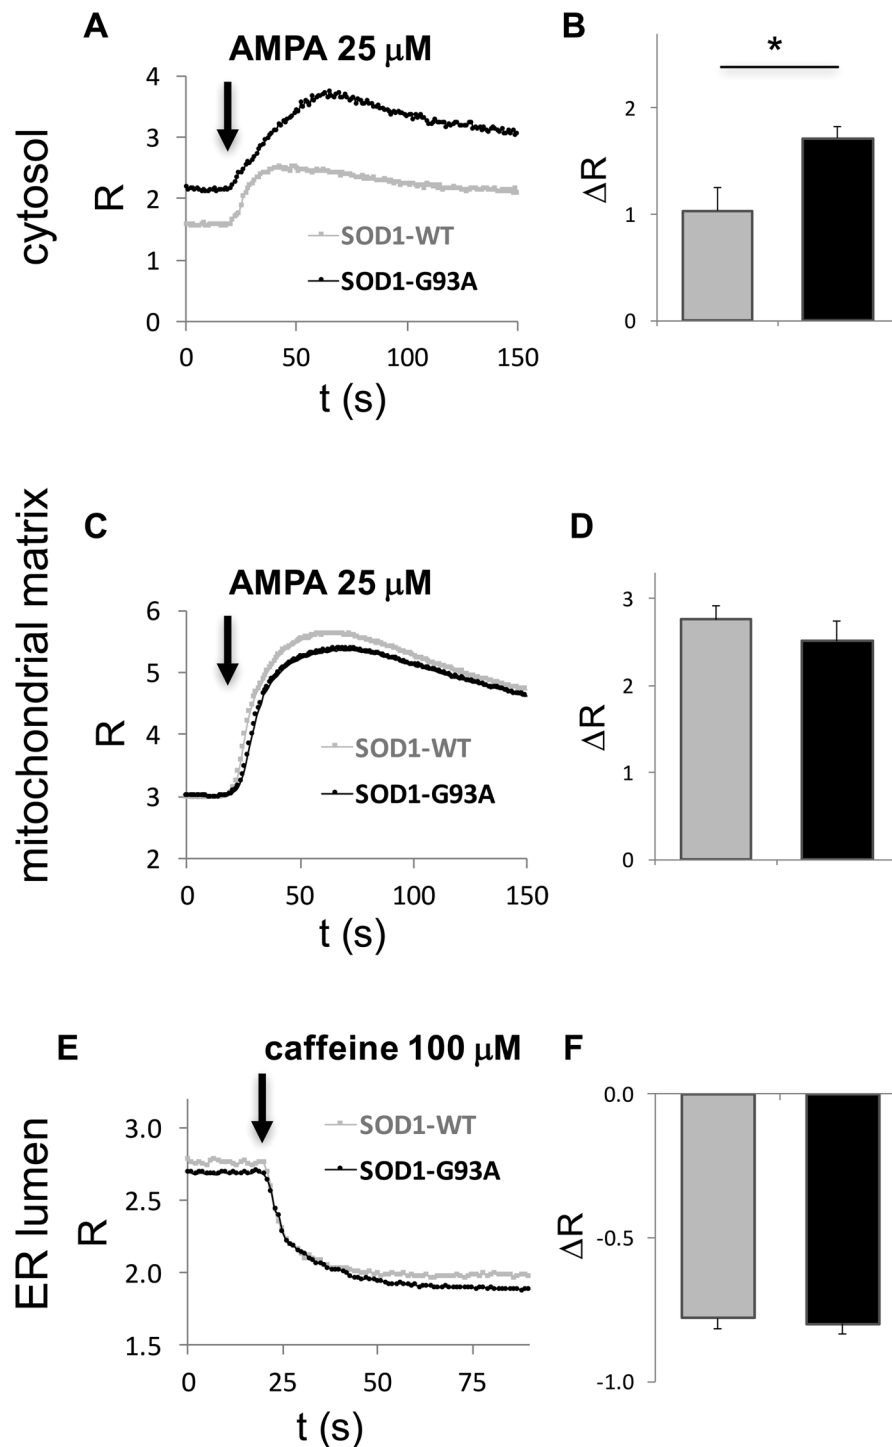 A
AMPA 25 μM
B
cytosol
R
4
3
2
1
0
SOD1-WT
SOD1-G93A
0
50
100
150
t (s)
*
ΔR
2
1
0
mitochondrial matrix
C
AMPA 25 μM
D
R
6
5
4
3
2
SOD1-WT
SOD1-G93A
0
50
100
150
t (s)
ΔR
3
2
1
0
ER lumen
E
caffeine 100 μM
F
R
3.0
2.5
2.0
1.5
SOD1-WT
SOD1-G93A
0
25
50
75
t (s)
ΔR
0.0
-0.5
-1.0